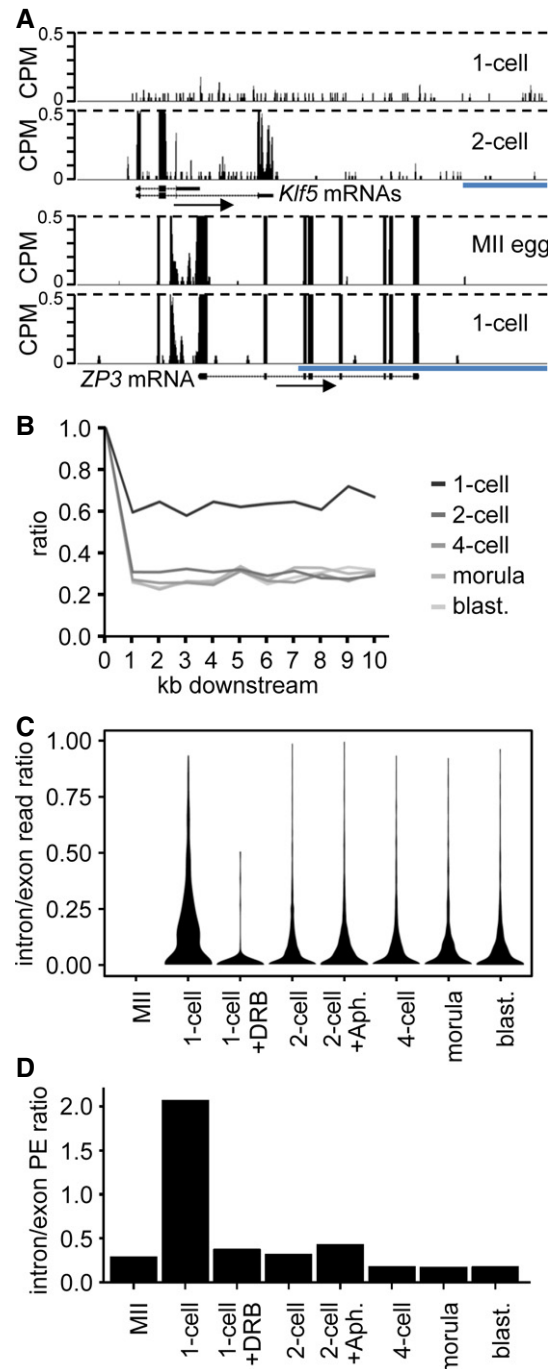 A
CPM
0.5
0
1-cell
CPM
0.5
0
2-cell
Klf5 mRNAs
CPM
0.5
0
MII egg
CPM
0.5
0
1-cell
ZP3 mRNA
B
ratio
1.0
0.8
0.6
0.4
0.2
0.0
0 1 2 3 4 5 6 7 8 9 10
kb downstream
1-cell
2-cell
4-cell
morula
blast.
C
intron/exon read ratio
1.00
0.75
0.50
0.25
0.00
MII
1-cell
1-cell
+DRB
2-cell
2-cell
+Aph.
4-cell
morula
blast.
D
intron/exon PE ratio
2.0
1.5
1.0
0.5
0.0
MII
1-cell
1-cell
+DRB
2-cell
2-cell
+Aph.
4-cell
morula
blast.